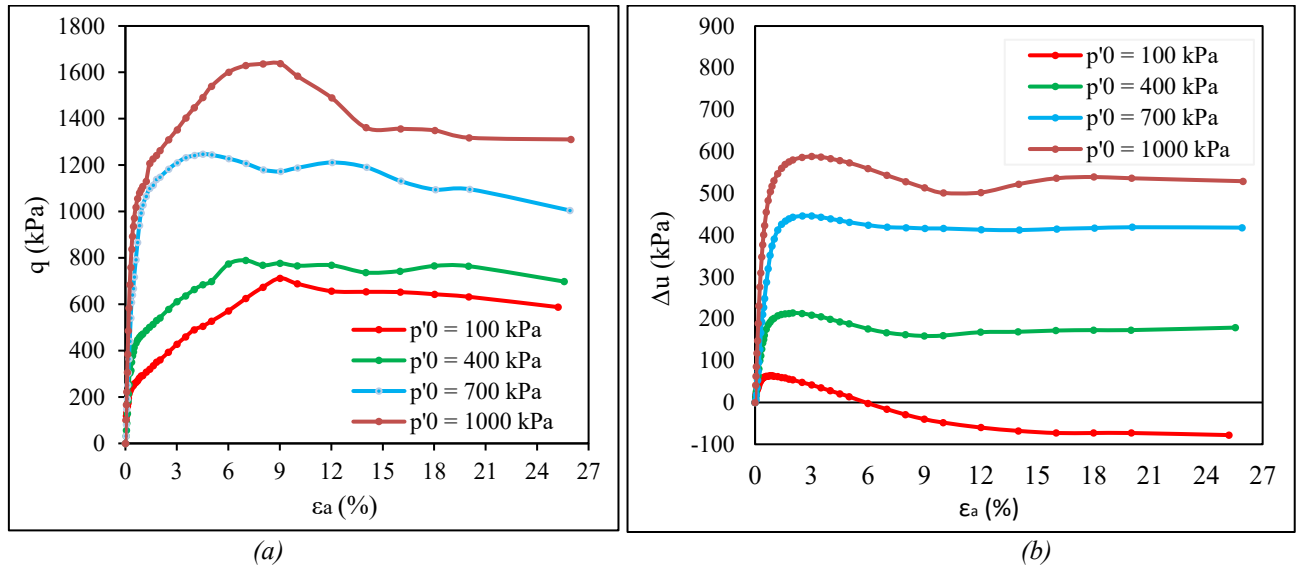 1800
1600
1400
1200
1000
800
600
400
200
0
q (kPa)
p'0 = 100 kPa
p'0 = 400 kPa
p'0 = 700 kPa
p'0 = 1000 kPa
0 3 6 9 12 15 18 21 24 27
εa (%)
(a)
900
800
700
600
500
400
300
200
100
0
-100
Δu (kPa)
p'0 = 100 kPa
p'0 = 400 kPa
p'0 = 700 kPa
p'0 = 1000 kPa
0 3 6 9 12 15 18 21 24 27
εa (%)
(b)